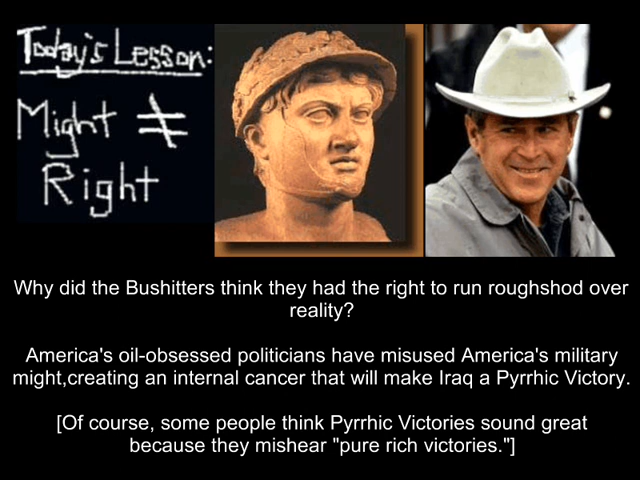 Today's Lesson:
Might ≠
Right
Why did the Bushitters think they had the right to run roughshod over
reality?
America's oil-obsessed politicians have misused America's military
might,creating an internal cancer that will make Iraq a Pyrrhic Victory.
[Of course, some people think Pyrrhic Victories sound great
because they mishear "pure rich victories."]